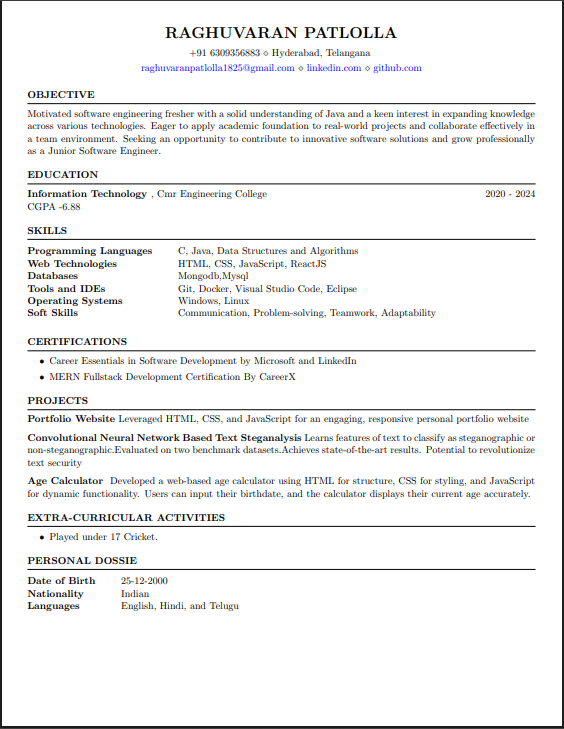 RAGHUVARAN PATLOLLA
+91 6309356883 ⋄ Hyderabad, Telangana
raghuvaranpatlolla1825@gmail.com ⋄ linkedin.com ⋄ github.com
OBJECTIVE
Motivated software engineering fresher with a solid understanding of Java and a keen interest in expanding knowledge
across various technologies. Eager to apply academic foundation to real-world projects and collaborate effectively in
a team environment. Seeking an opportunity to contribute to innovative software solutions and grow professionally
as a Junior Software Engineer.
EDUCATION
Information Technology , Cmr Engineering College 2020 - 2024
CGPA -6.88
SKILLS
Programming Languages C, Java, Data Structures and Algorithms
Web Technologies HTML, CSS, JavaScript, ReactJS
Databases Mongodb,Mysql
Tools and IDEs Git, Docker, Visual Studio Code, Eclipse
Operating Systems Windows, Linux
Soft Skills Communication, Problem-solving, Teamwork, Adaptability
CERTIFICATIONS
• Career Essentials in Software Development by Microsoft and LinkedIn
• MERN Fullstack Development Certification By CareerX
PROJECTS
Portfolio Website Leveraged HTML, CSS, and JavaScript for an engaging, responsive personal portfolio website
Convolutional Neural Network Based Text Steganalysis Learns features of text to classify as steganographic or
non-steganographic.Evaluated on two benchmark datasets.Achieves state-of-the-art results. Potential to revolutionize
text security
Age Calculator Developed a web-based age calculator using HTML for structure, CSS for styling, and JavaScript
for dynamic functionality. Users can input their birthdate, and the calculator displays their current age accurately.
EXTRA-CURRICULAR ACTIVITIES
• Played under 17 Cricket.
PERSONAL DOSSIE
Date of Birth 25-12-2000
Nationality Indian
Languages English, Hindi, and Telugu